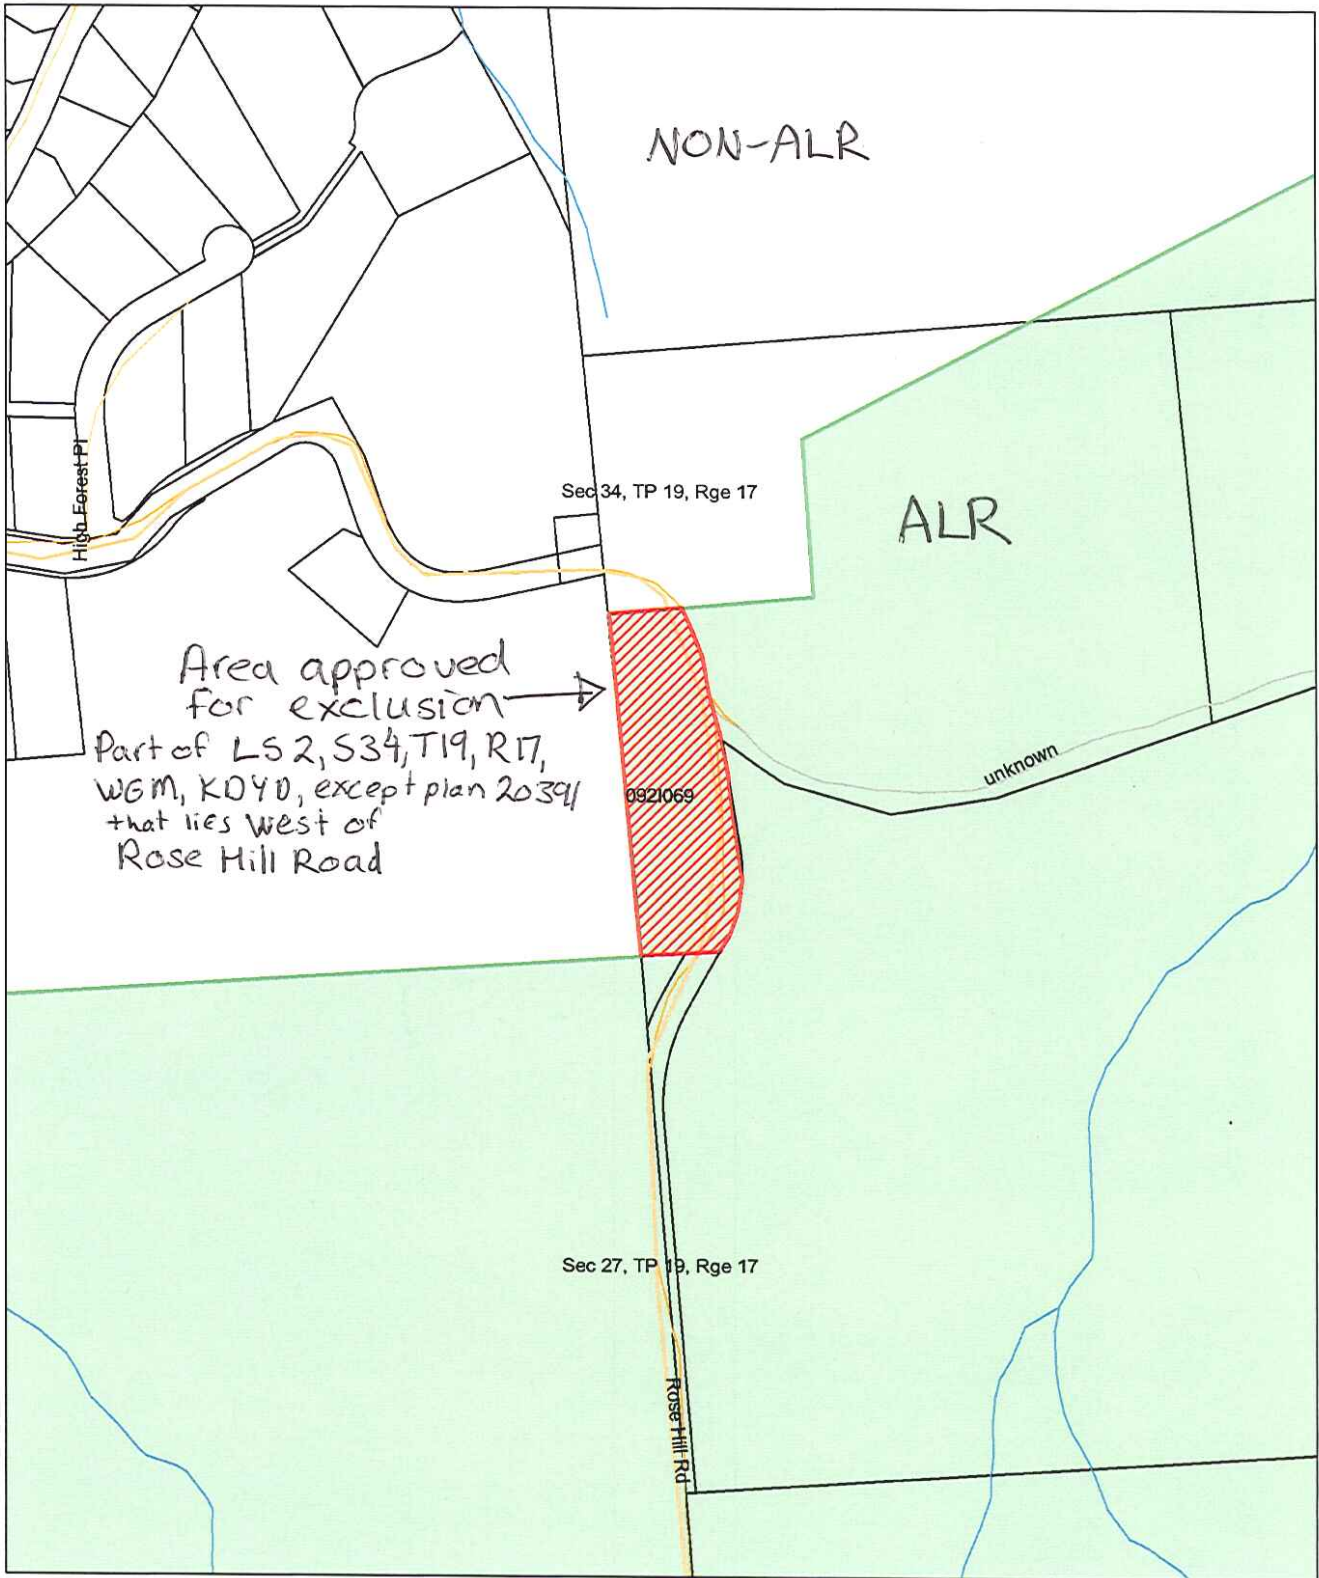 NON-ALR
High Forest Pl
Sec 34, TP 19, Rge 17
ALR
Area approved
for exclusion
Part of LS 2, S34, T19, R17,
W6M, KDYD, except plan 20391
that lies West of
Rose Hill Road
0921069
unknown
Sec 27, TP 19, Rge 17
Rose Hill Rd